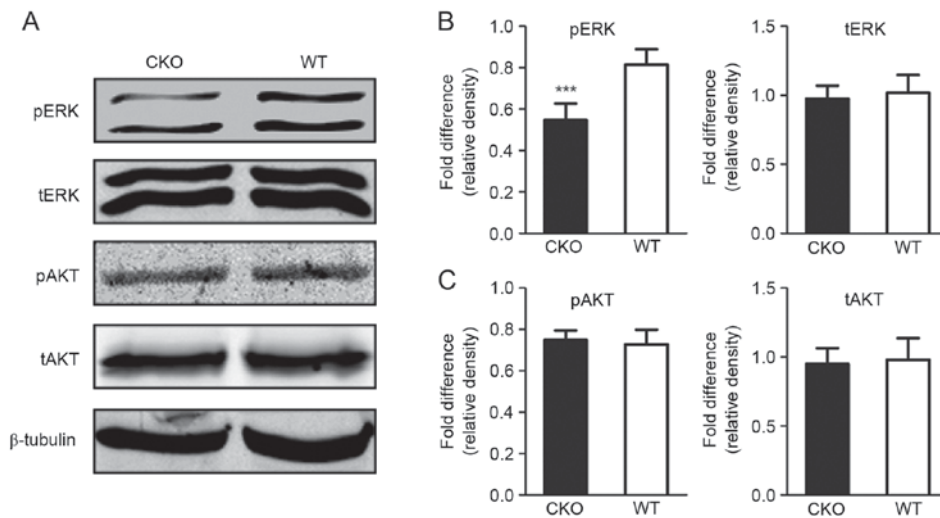 A
CKO WT
pERK
tERK
pAKT
tAKT
β-tubulin
B
pERK
Fold difference
(relative density)
1.0
0.8
0.6
0.4
0.2
0.0
***
CKO WT
tERK
Fold difference
(relative density)
1.5
1.0
0.5
0.0
CKO WT
C
pAKT
Fold difference
(relative density)
1.0
0.8
0.6
0.4
0.2
0.0
CKO WT
tAKT
Fold difference
(relative density)
1.5
1.0
0.5
0.0
CKO WT